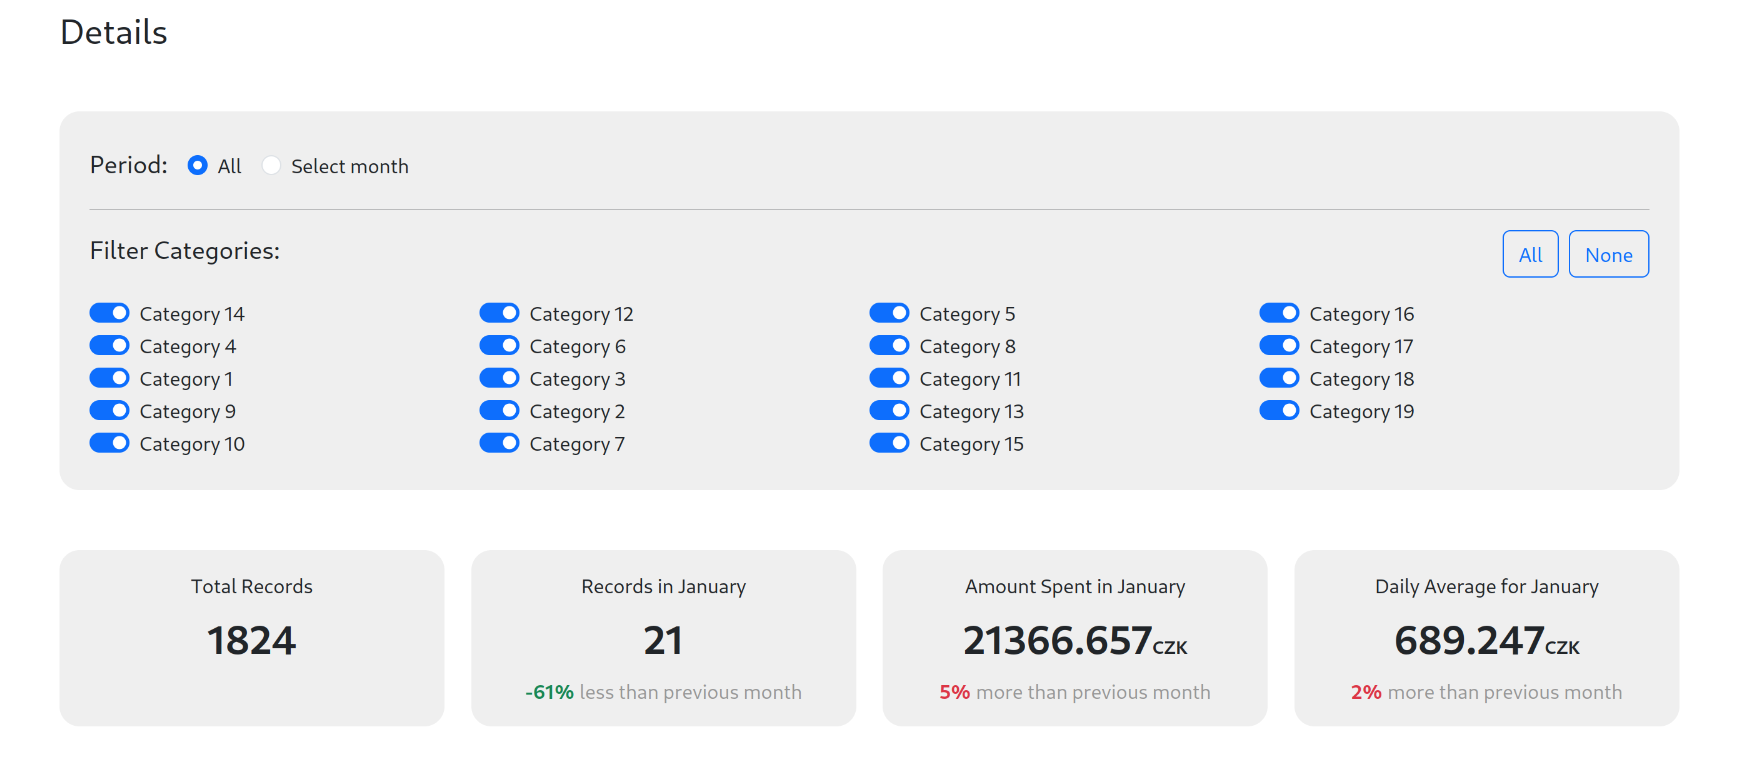 Details
Period: All Select month
Filter Categories: All None
Category 14 Category 12 Category 5 Category 16
Category 4 Category 6 Category 8 Category 17
Category 1 Category 3 Category 11 Category 18
Category 9 Category 2 Category 13 Category 19
Category 10 Category 7 Category 15
Total Records
1824
Records in January
21
-61% less than previous month
Amount Spent in January
21366.657CZK
5% more than previous month
Daily Average for January
689.247CZK
2% more than previous month